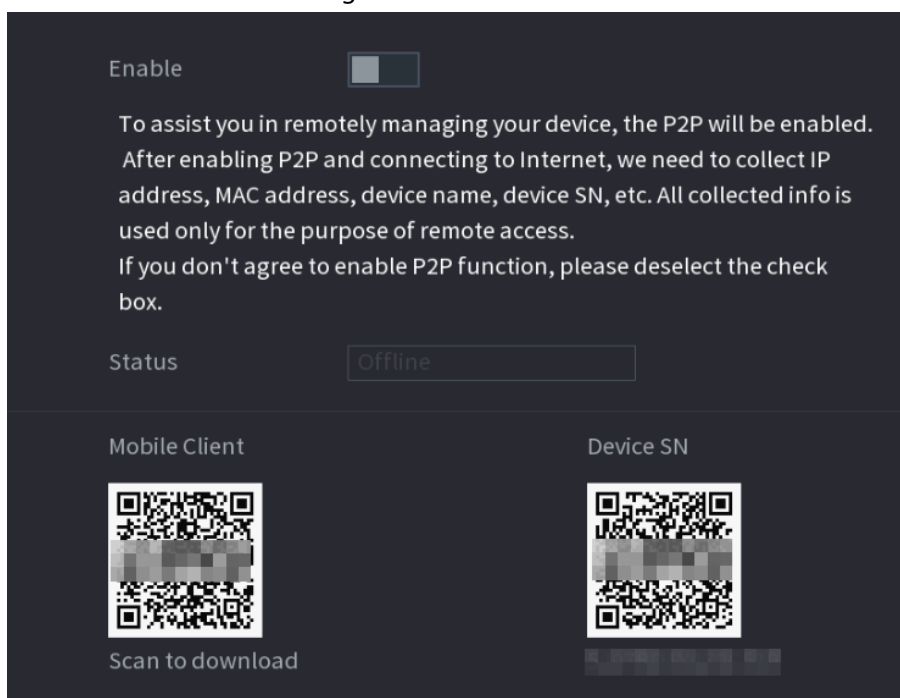 Enable
To assist you in remotely managing your device, the P2P will be enabled.
After enabling P2P and connecting to Internet, we need to collect IP
address, MAC address, device name, device SN, etc. All collected info is
used only for the purpose of remote access.
If you don't agree to enable P2P function, please deselect the check
box.
Status
Offline
Mobile Client
Device SN
Scan to download